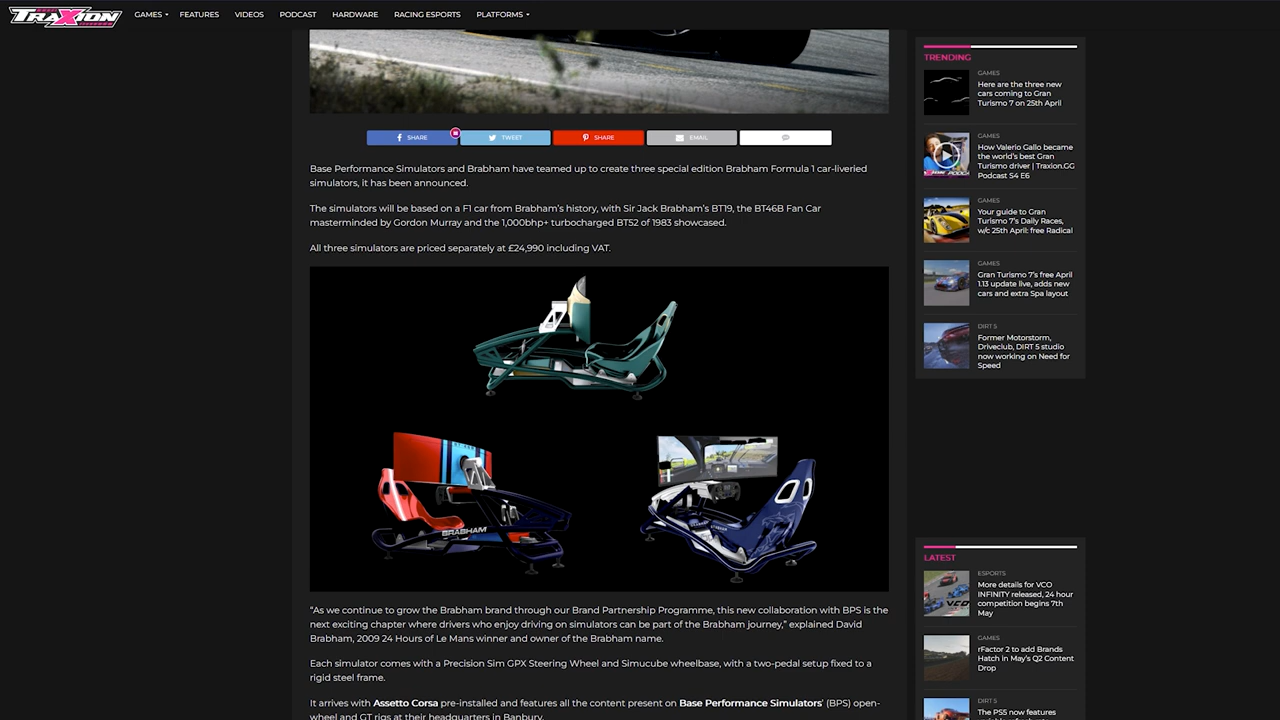 TRAXION
GAMES FEATURES VIDEOS PODCAST HARDWARE RACING ESPORTS PLATFORMS
SHARE TWEET SHARE EMAIL
Base Performance Simulators and Brabham have teamed up to create three special edition Brabham Formula 1 car-liveried
simulators, it has been announced.
The simulators will be based on a F1 car from Brabham's history, with Sir Jack Brabham's BT19, the BT46B Fan Car
masterminded by Gordon Murray and the 1,000bhp+ turbocharged BT52 of 1983 showcased.
All three simulators are priced separately at £24,990 including VAT.
BRABHAM
"As we continue to grow the Brabham brand through our Brand Partnership Programme, this new collaboration with BPS is the
next exciting chapter where drivers who enjoy driving on simulators can be part of the Brabham journey," explained David
Brabham, 2009 24 Hours of Le Mans winner and owner of the Brabham name.
Each simulator comes with a Precision Sim GPX Steering Wheel and Simucube wheelbase, with a two-pedal setup fixed to a
rigid steel frame.
It arrives with Assetto Corsa pre-installed and features all the content present on Base Performance Simulators' (BPS) open-
wheel and GT rigs at their headquarters in Banbury.
TRENDING
GAMES
Here are the three new
cars coming to Gran
Turismo 7 on 25th April
GAMES
How Valerio Gallo became
the world's best Gran
Turismo driver | Traxion.GG
Podcast S4 E6
GAMES
Your guide to Gran
Turismo 7's Daily Races,
w/c 25th April: free Radical
GAMES
Gran Turismo 7's free April
1.13 update live, adds new
cars and extra Spa layout
DIRT 5
Former Motorstorm,
Driveclub, DIRT 5 studio
now working on Need for
Speed
LATEST
ESPORTS
More details for VCO
INFINITY released, 24 hour
competition begins 7th
May
VCO
GAMES
rFactor 2 to add Brands
Hatch in May's Q2 Content
Drop
DIRT 5
The PS5 now features